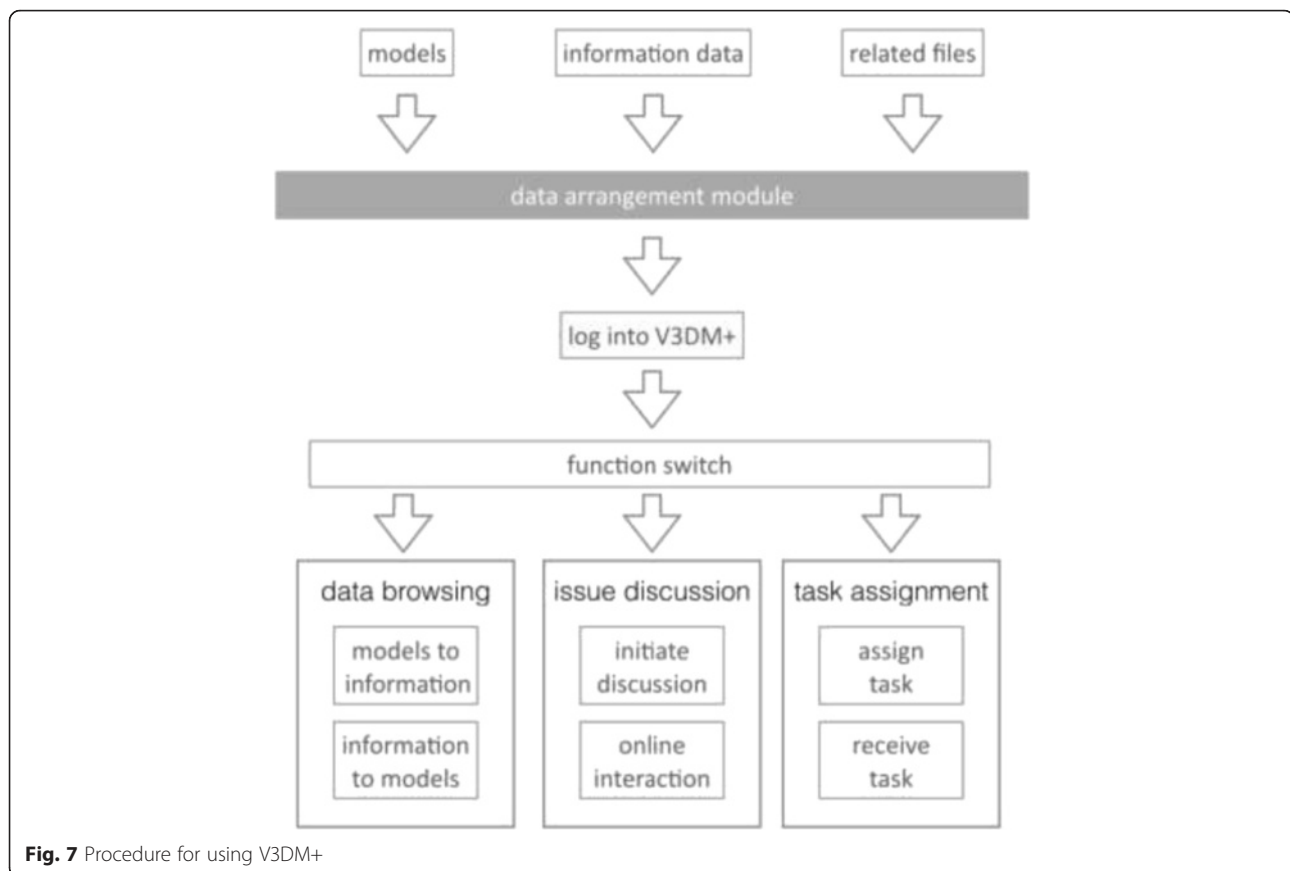 models
information data
related files
data arrangement module
log into V3DM+
function switch
data browsing
models to
information
information
to models
issue discussion
initiate
discussion
online
interaction
task assignment
assign
task
receive
task
Fig. 7 Procedure for using V3DM+